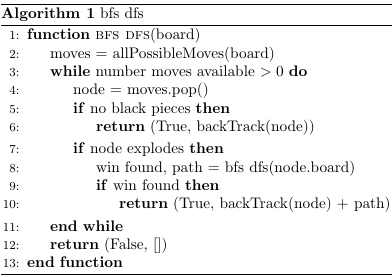 Algorithm 1 bfs dfs
1: function BFS DFS(board)
2: moves = allPossibleMoves(board)
3: while number moves available > 0 do
4: node = moves.pop()
5: if no black pieces then
6: return (True, backTrack(node))
7: if node explodes then
8: win found, path = bfs dfs(node.board)
9: if win found then
10: return (True, backTrack(node) + path)
11: end while
12: return (False, [])
13: end function